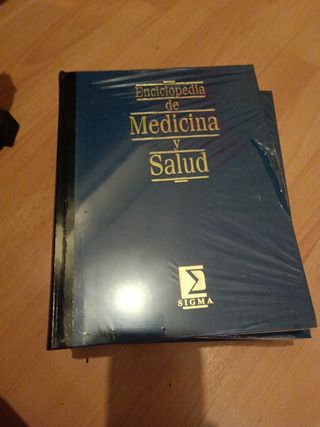 Enciclopedia
de
Medicina
y
Salud
Σ
SIGMA